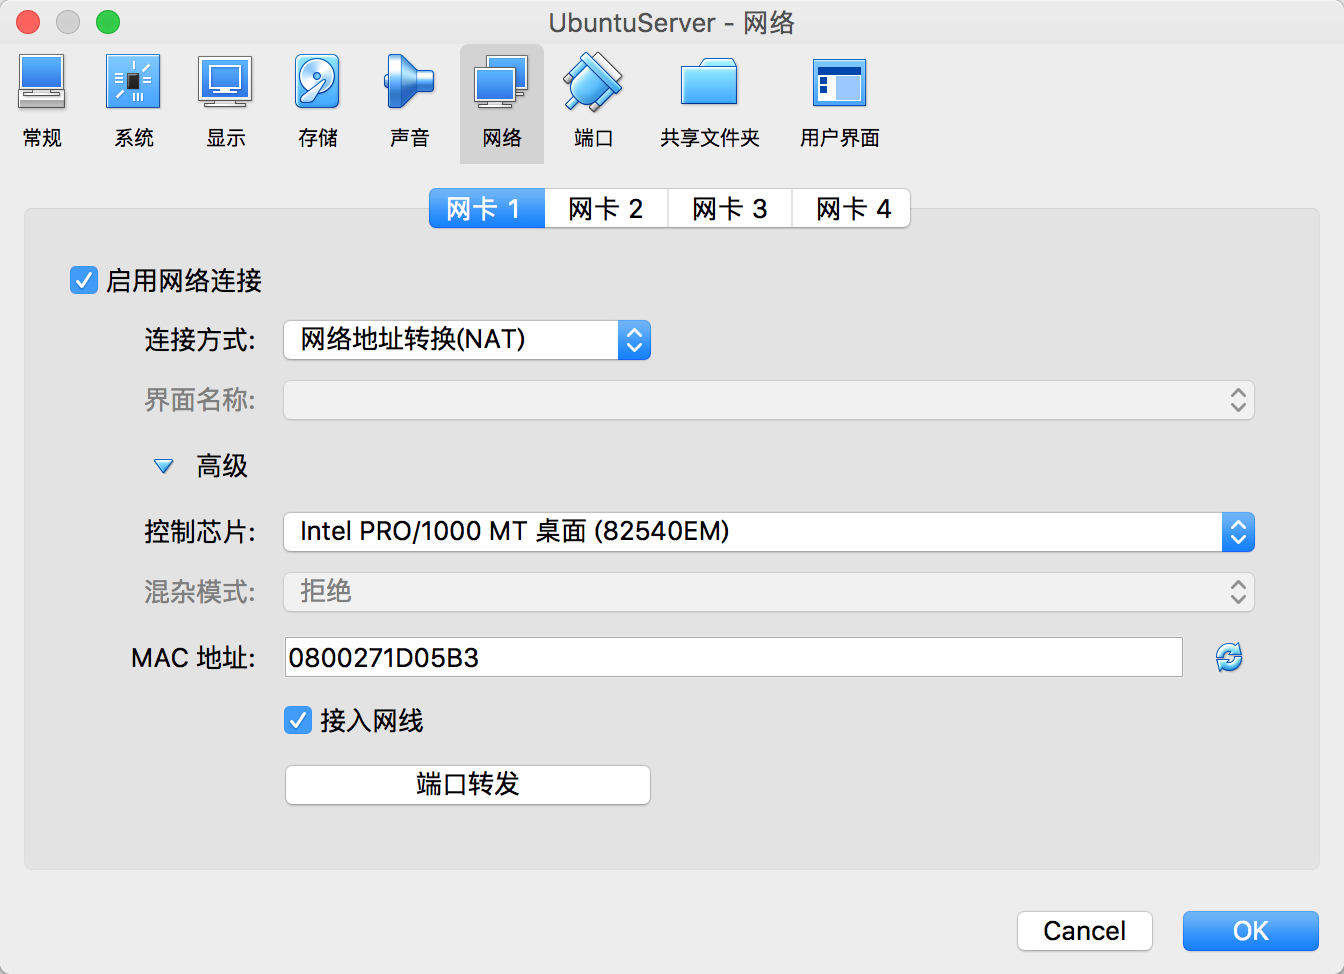 UbuntuServer - 网络
常规 系统 显示 存储 声音 网络 端口 共享文件夹 用户界面
网卡 1 网卡 2 网卡 3 网卡 4
启用网络连接
连接方式: 网络地址转换(NAT)
界面名称:
高级
控制芯片: Intel PRO/1000 MT 桌面 (82540EM)
混杂模式: 拒绝
MAC 地址: 0800271D05B3
接入网线
端口转发
Cancel OK